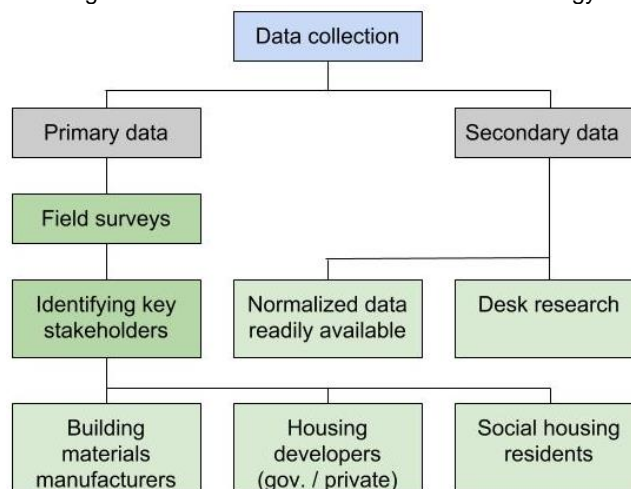 Data collection
Primary data
Secondary data
Field surveys
Identifying key
stakeholders
Normalized data
readily available
Desk research
Building
materials
manufacturers
Housing
developers
(gov. / private)
Social housing
residents